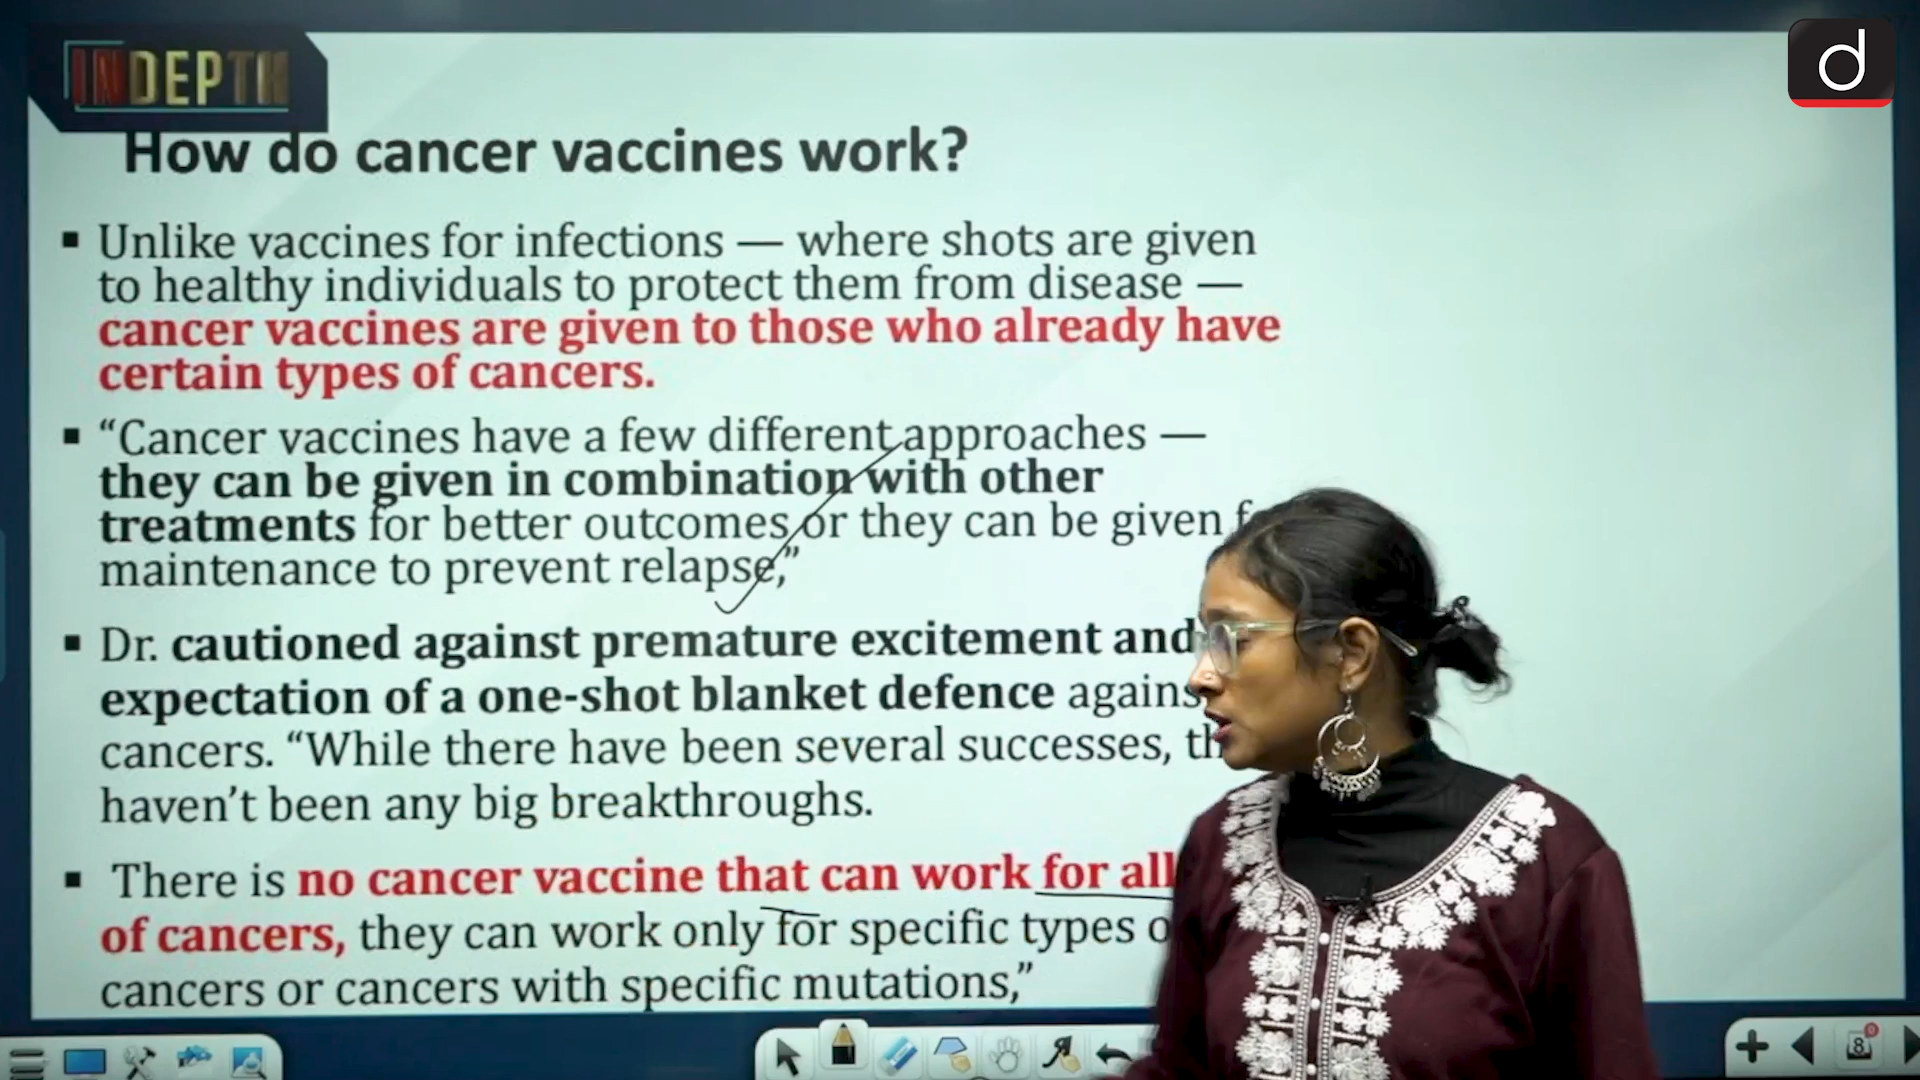 INDEPTH
d
How do cancer vaccines work?
▪ Unlike vaccines for infections — where shots are given
to healthy individuals to protect them from disease —
cancer vaccines are given to those who already have
certain types of cancers.
▪ “Cancer vaccines have a few different approaches —
they can be given in combination with other
treatments for better outcomes or they can be given
maintenance to prevent relapse,”
▪ Dr. cautioned against premature excitement and
expectation of a one-shot blanket defence
cancers. “While there have been several successes,
haven’t been any big breakthroughs.
▪ There is no cancer vaccine that can work for all
of cancers, they can work only for specific types
cancers or cancers with specific mutations,”
8